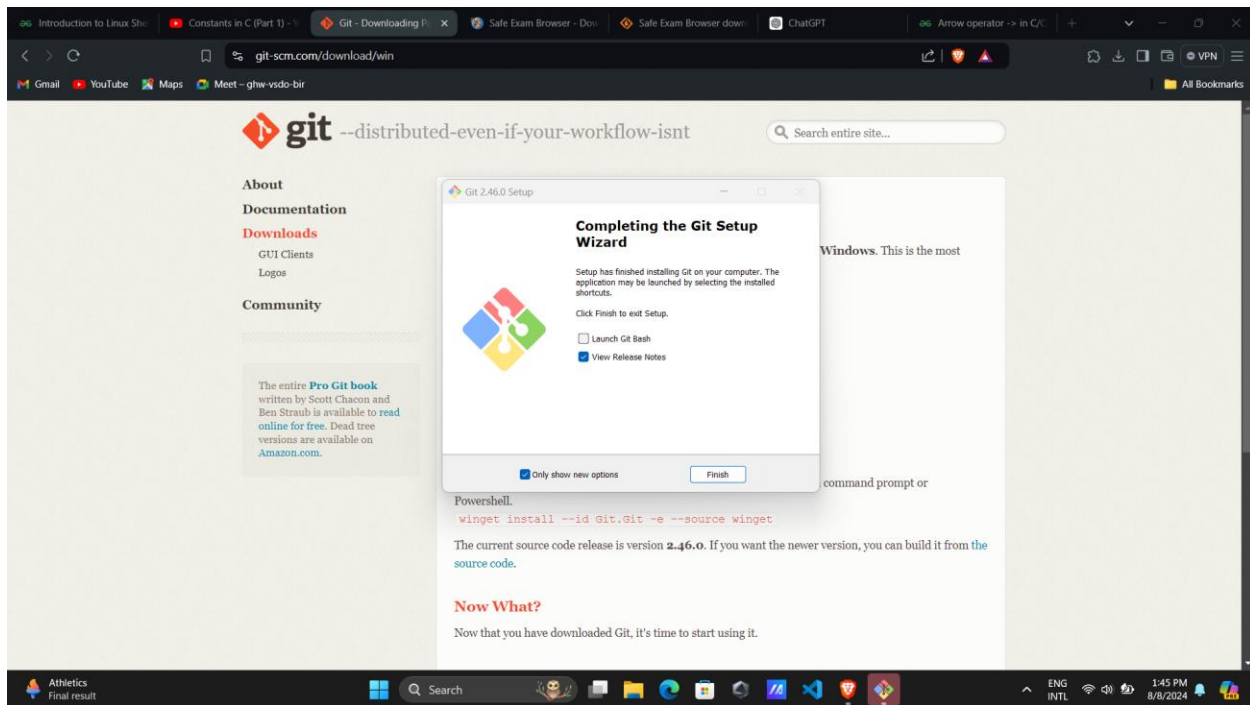 Introduction to Linux She
Constants in C (Part 1) - Y
Git - Downloading Pa
Safe Exam Browser - Dow
Safe Exam Browser down
ChatGPT
Arrow operator -> in C/C
git-scm.com/download/win
VPN
Gmail
YouTube
Maps
Meet – ghw-vsdo-bir
All Bookmarks
git --distributed-even-if-your-workflow-isnt
Search entire site...
About
Documentation
Downloads
GUI Clients
Logos
Community
The entire Pro Git book
written by Scott Chacon and
Ben Straub is available to read
online for free. Dead tree
versions are available on
Amazon.com.
Git 2.46.0 Setup
Completing the Git Setup
Wizard
Setup has finished installing Git on your computer. The
application may be launched by selecting the installed
shortcuts.
Click Finish to exit Setup.
Launch Git Bash
View Release Notes
Only show new options
Finish
Windows. This is the most
command prompt or
Powershell.
winget install --id Git.Git -e --source winget
The current source code release is version 2.46.0. If you want the newer version, you can build it from the
source code.
Now What?
Now that you have downloaded Git, it's time to start using it.
Athletics
Final result
Search
ENG
INTL
1:45 PM
8/8/2024